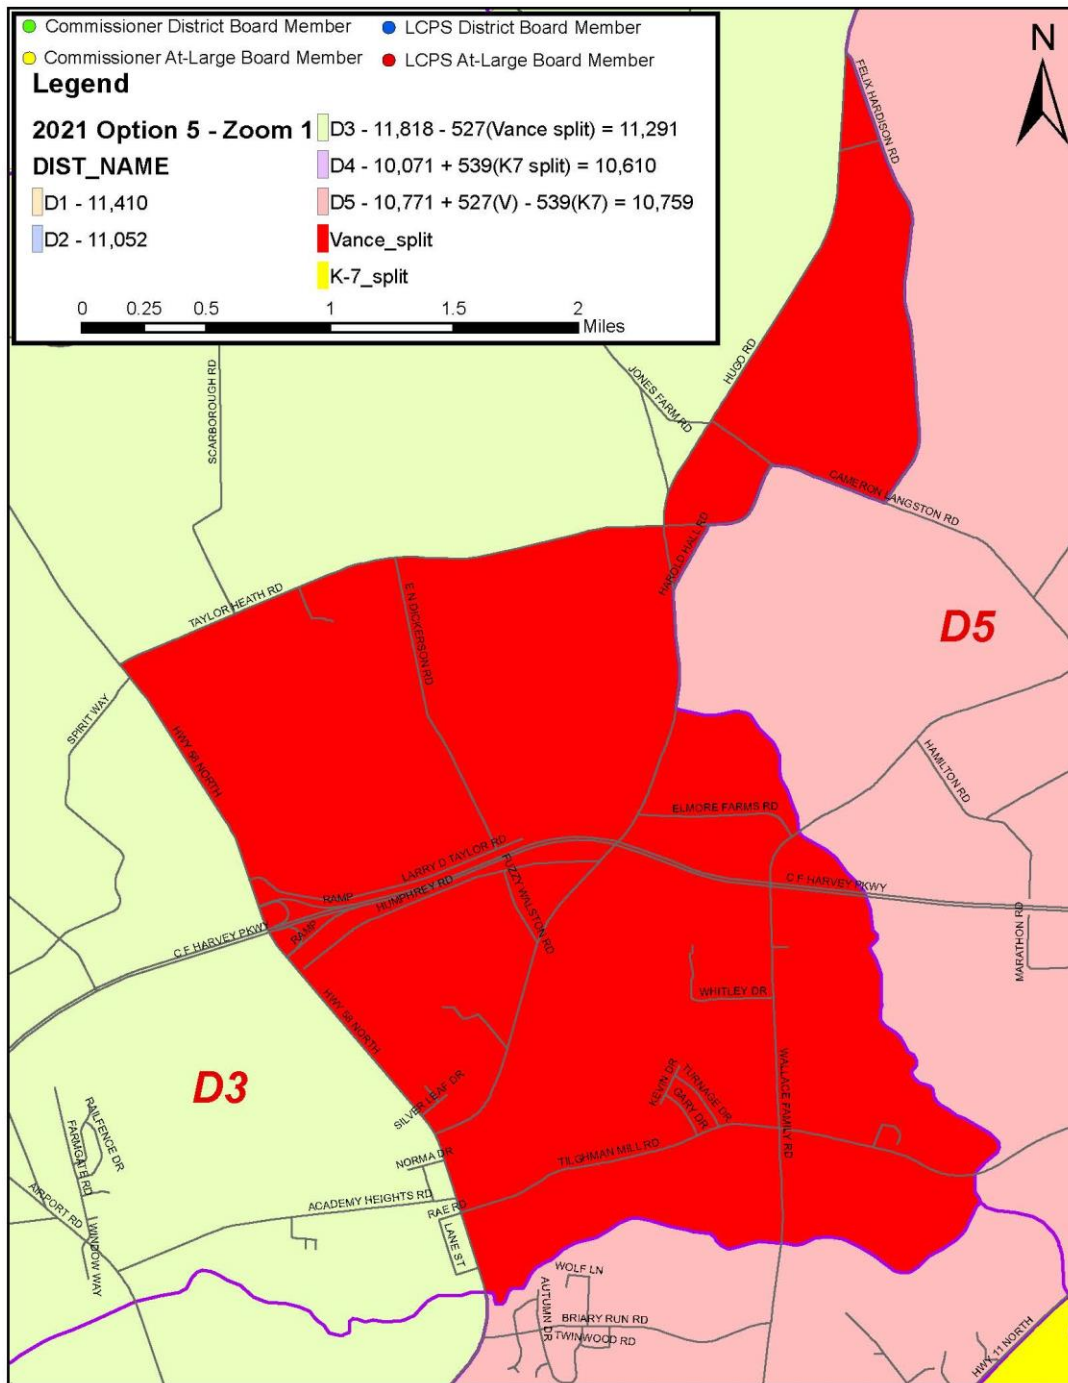 Commissioner District Board Member
LCPS District Board Member
Commissioner At-Large Board Member
LCPS At-Large Board Member
Legend
2021 Option 5 - Zoom 1
DIST_NAME
D1 - 11,410
D2 - 11,052
D3 - 11,818 - 527(Vance split) = 11,291
D4 - 10,071 + 539(K7 split) = 10,610
D5 - 10,771 + 527(V) - 539(K7) = 10,759
Vance_split
K-7_split
0 0.25 0.5 1 1.5 2
Miles
N
FELIX HARDISON RD
HUGO RD
JONES FARM RD
SCARBOROUGH RD
CAMERON LANGSTON RD
HAROLD HALL RD
TAYLOR HEATH RD
E N DICKERSON RD
D5
SPIRIT WAY
HWY 58 NORTH
HAMILTON RD
ELMORE FARMS RD
LARRY D TAYLOR RD
FUZZY WALSTON RD
C F HARVEY PKWY
RAMP
HUMPHREY RD
RAMP
C F HARVEY PKWY
MARATHON RD
WHITLEY DR
HWY 58 NORTH
WALLACE FAMILY RD
D3
KEVIN DR
TURNAGE DR
GARY DR
SILVER LEAF DR
RAILFENCE DR
FARMGATE RD
TILGHMAN MILL RD
NORMA DR
ACADEMY HEIGHTS RD
AIRPORT RD
RAE RD
LANE ST
WINDOW WAY
WOLF LN
AUTUMN DR
BRIARY RUN RD
TWINWOOD RD
HWY 11 NORTH